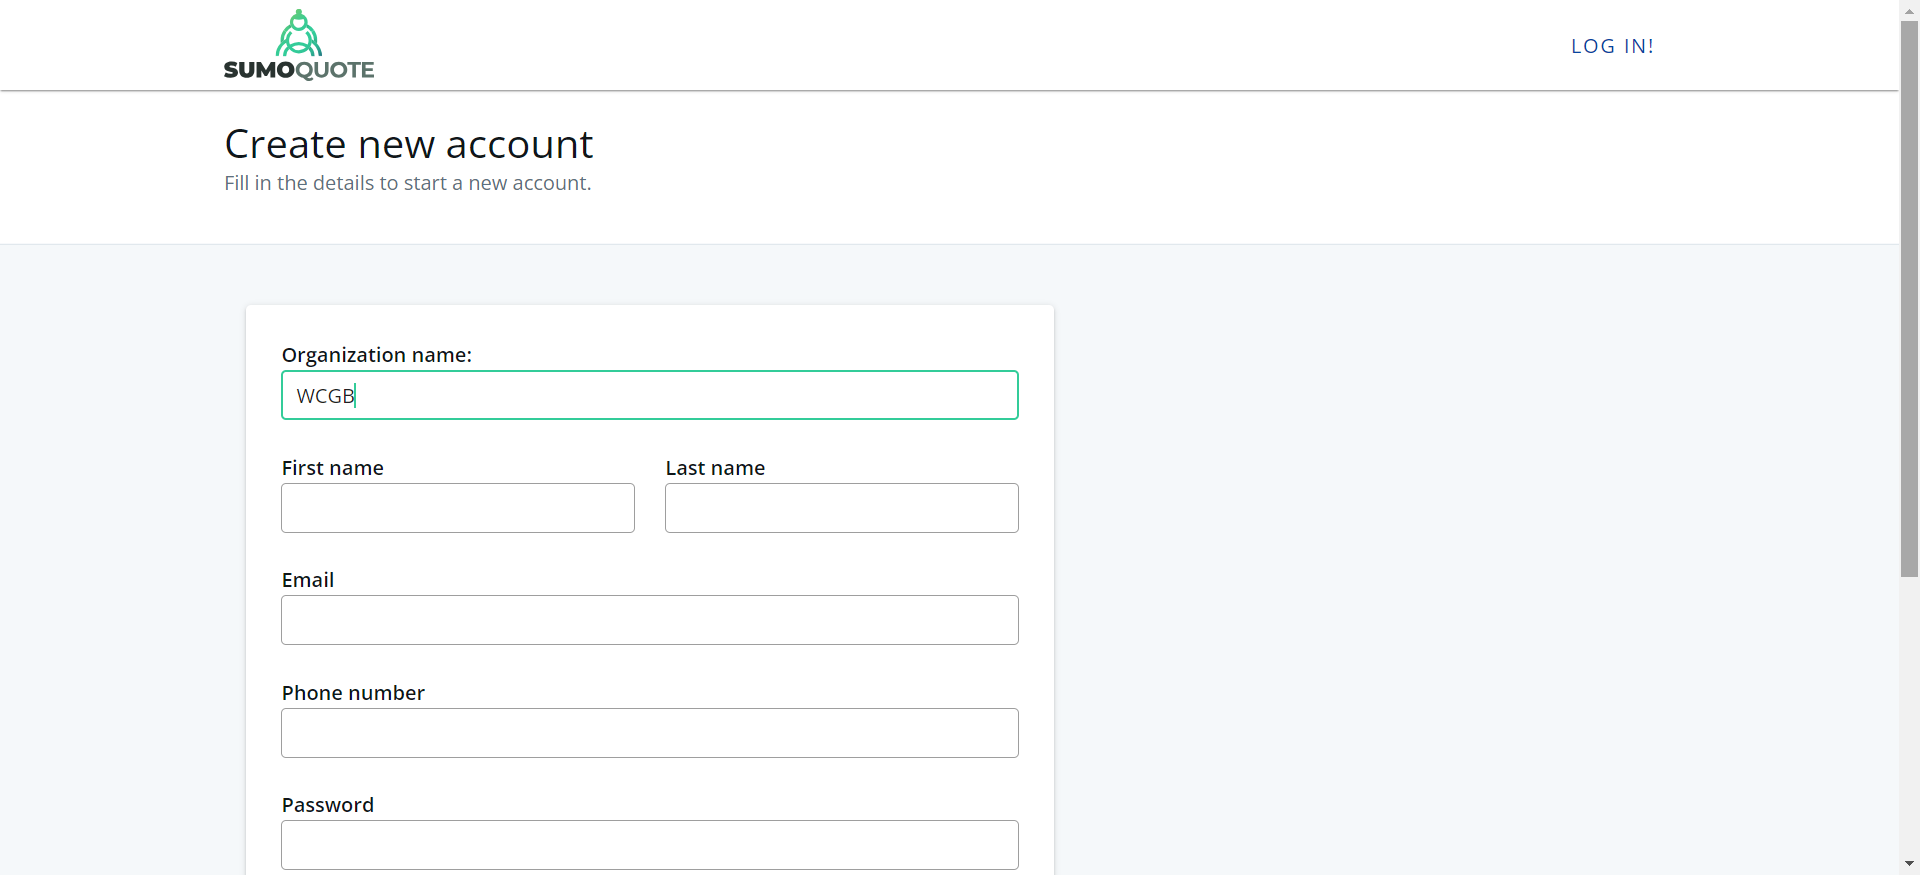 SUMOQUOTE
LOG IN!
Create new account
Fill in the details to start a new account.
Organization name:
WCGB
First name
Last name
Email
Phone number
Password